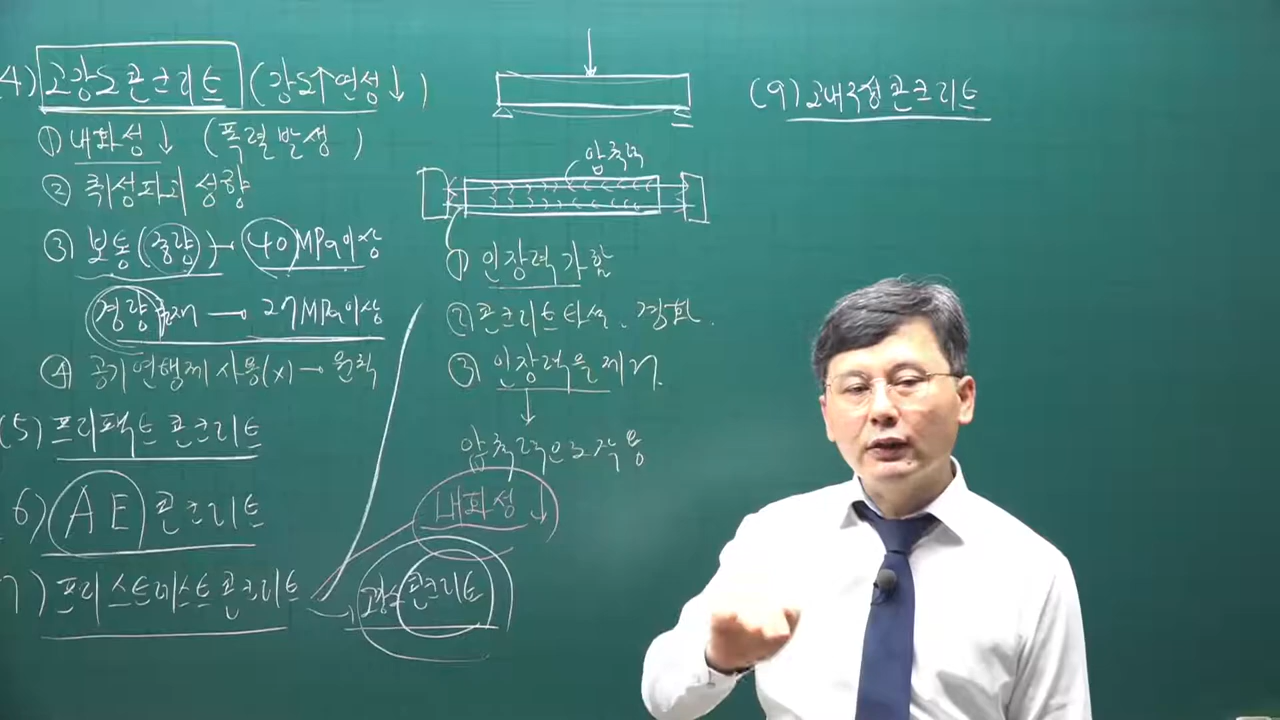 4) 고강도 콘크리트 (강도↑ 연성↓)
① 내화성↓ (폭렬발생)
② 취성파괴 성향
③ 보통(중량) → 40MPa이상
경량골재 → 27MPa이상
④ 공기연행제 사용(x) → 원칙
(5) 프리팩트 콘크리트
6) AE 콘크리트
7) 프리스트레스트 콘크리트
→ 고강도 콘크리트
내화성↓
압축력
① 인장력 가함
② 콘크리트타설, 경화.
③ 인장력을 제거.
↓
압축력으로 작용
(9) 고내구성 콘크리트